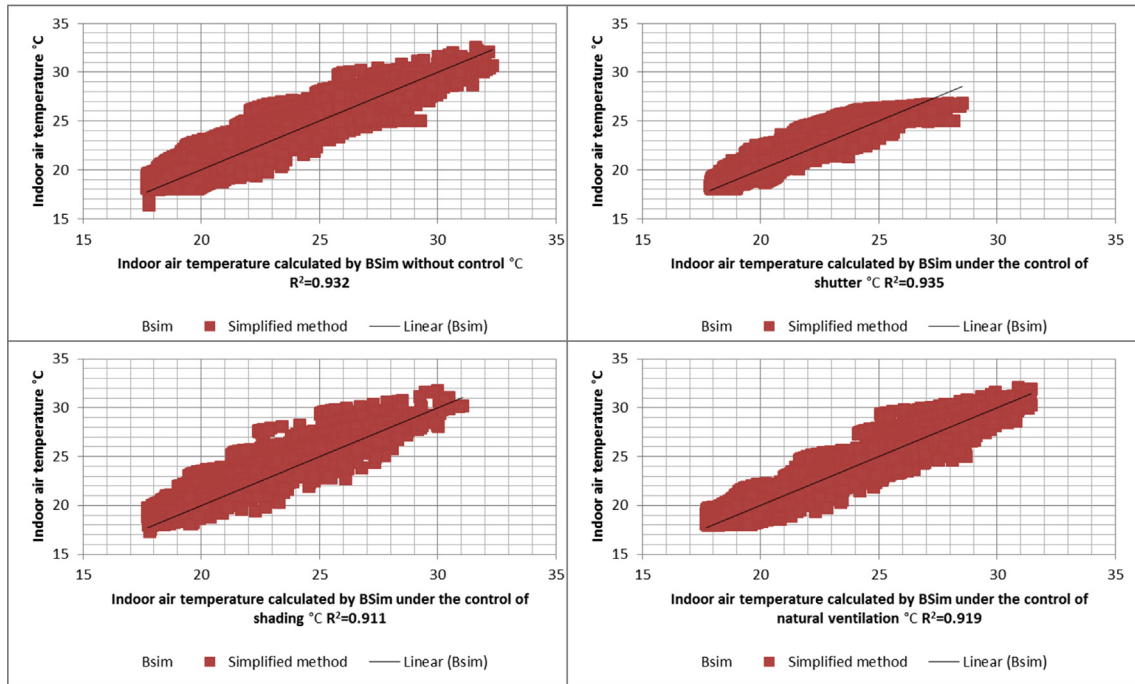 35
30
25
20
15
Indoor air temperature °C
15 20 25 30 35
Indoor air temperature calculated by BSim without control °C
R²=0.932
Bsim Simplified method Linear (Bsim)
35
30
25
20
15
Indoor air temperature °C
15 20 25 30 35
Indoor air temperature calculated by BSim under the control of
shutter °C R²=0.935
Bsim Simplified method Linear (Bsim)
35
30
25
20
15
Indoor air temperature °C
15 20 25 30 35
Indoor air temperature calculated by BSim under the control of
shading °C R²=0.911
Bsim Simplified method Linear (Bsim)
35
30
25
20
15
Indoor air temperature °C
15 20 25 30 35
Indoor air temperature calculated by BSim under the control of
natural ventilation °C R²=0.919
Bsim Simplified method Linear (Bsim)